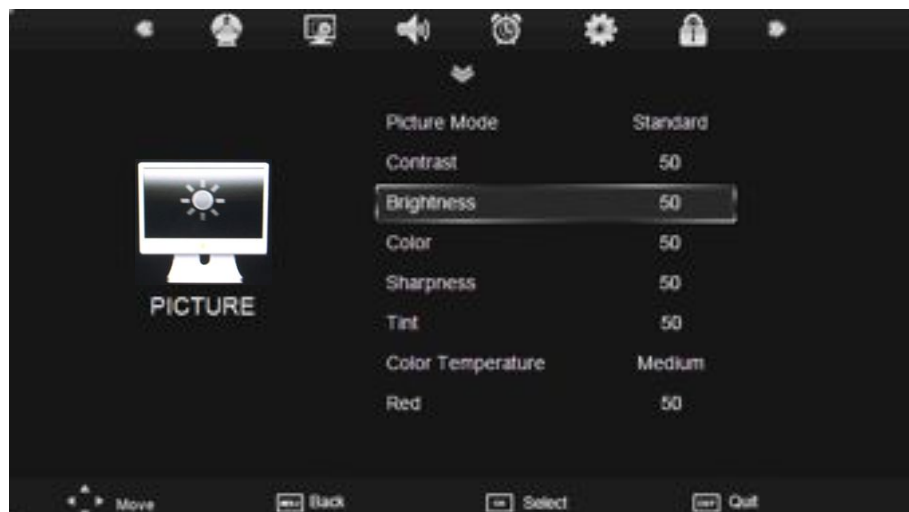 Picture Mode Standard
Contrast 50
Brightness 50
Color 50
Sharpness 50
Tint 50
Color Temperature Medium
Red 50
PICTURE
Move Back Select Quit